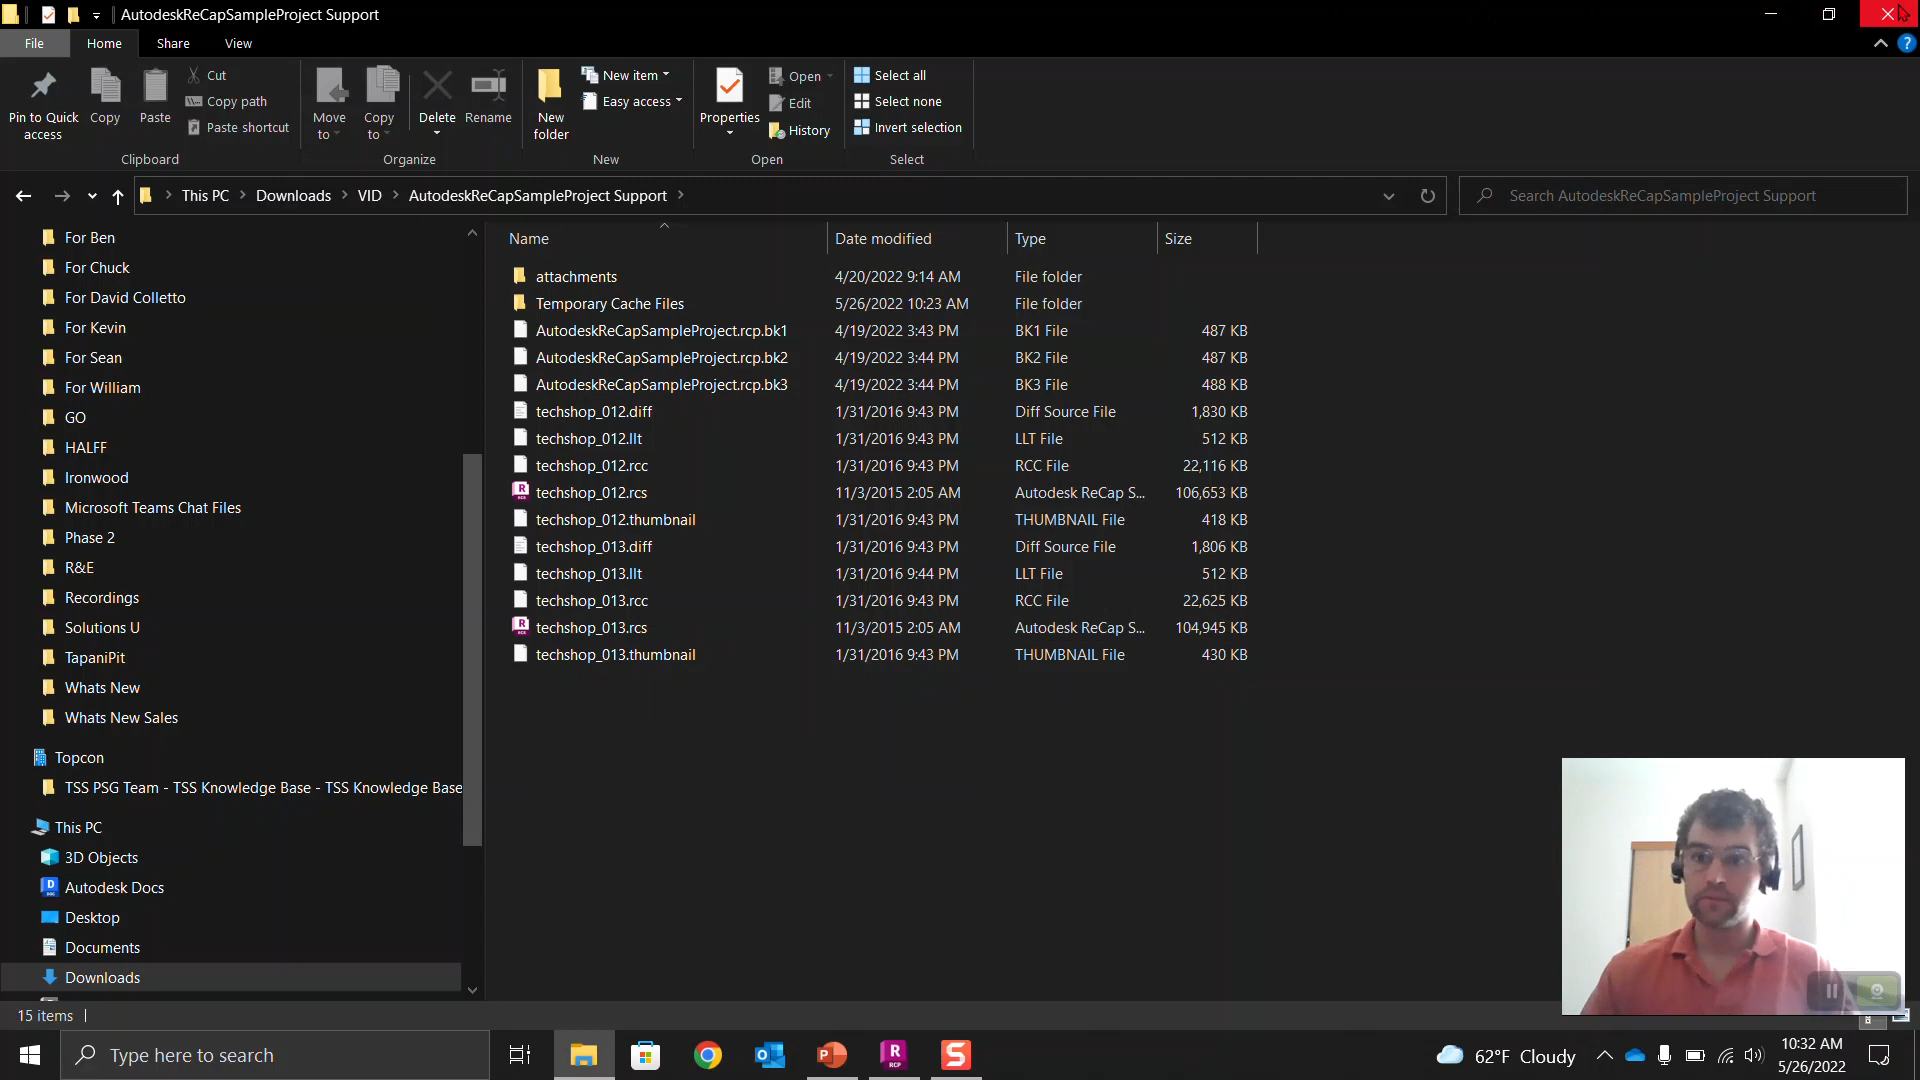 AutodeskReCapSampleProject Support
File
Home
Share
View
Pin to Quick
access
Copy
Paste
Cut
Copy path
Paste shortcut
Clipboard
Move
to
Copy
to
Delete
Rename
Organize
New
folder
New item
Easy access
New
Properties
Open
Edit
History
Open
Select all
Select none
Invert selection
Select
This PC
Downloads
VID
AutodeskReCapSampleProject Support
Search AutodeskReCapSampleProject Support
For Ben
For Chuck
For David Colletto
For Kevin
For Sean
For William
GO
HALFF
Ironwood
Microsoft Teams Chat Files
Phase 2
R&E
Recordings
Solutions U
TapaniPit
Whats New
Whats New Sales
Topcon
TSS PSG Team - TSS Knowledge Base - TSS Knowledge Base
This PC
3D Objects
Autodesk Docs
Desktop
Documents
Downloads
Name Date modified Type Size
attachments 4/20/2022 9:14 AM File folder
Temporary Cache Files 5/26/2022 10:23 AM File folder
AutodeskReCapSampleProject.rcp.bk1 4/19/2022 3:43 PM BK1 File 487 KB
AutodeskReCapSampleProject.rcp.bk2 4/19/2022 3:44 PM BK2 File 487 KB
AutodeskReCapSampleProject.rcp.bk3 4/19/2022 3:44 PM BK3 File 488 KB
techshop_012.diff 1/31/2016 9:43 PM Diff Source File 1,830 KB
techshop_012.llt 1/31/2016 9:43 PM LLT File 512 KB
techshop_012.rcc 1/31/2016 9:43 PM RCC File 22,116 KB
techshop_012.rcs 11/3/2015 2:05 AM Autodesk ReCap S... 106,653 KB
techshop_012.thumbnail 1/31/2016 9:43 PM THUMBNAIL File 418 KB
techshop_013.diff 1/31/2016 9:43 PM Diff Source File 1,806 KB
techshop_013.llt 1/31/2016 9:44 PM LLT File 512 KB
techshop_013.rcc 1/31/2016 9:43 PM RCC File 22,625 KB
techshop_013.rcs 11/3/2015 2:05 AM Autodesk ReCap S... 104,945 KB
techshop_013.thumbnail 1/31/2016 9:43 PM THUMBNAIL File 430 KB
15 items
Type here to search
62°F Cloudy
10:32 AM
5/26/2022